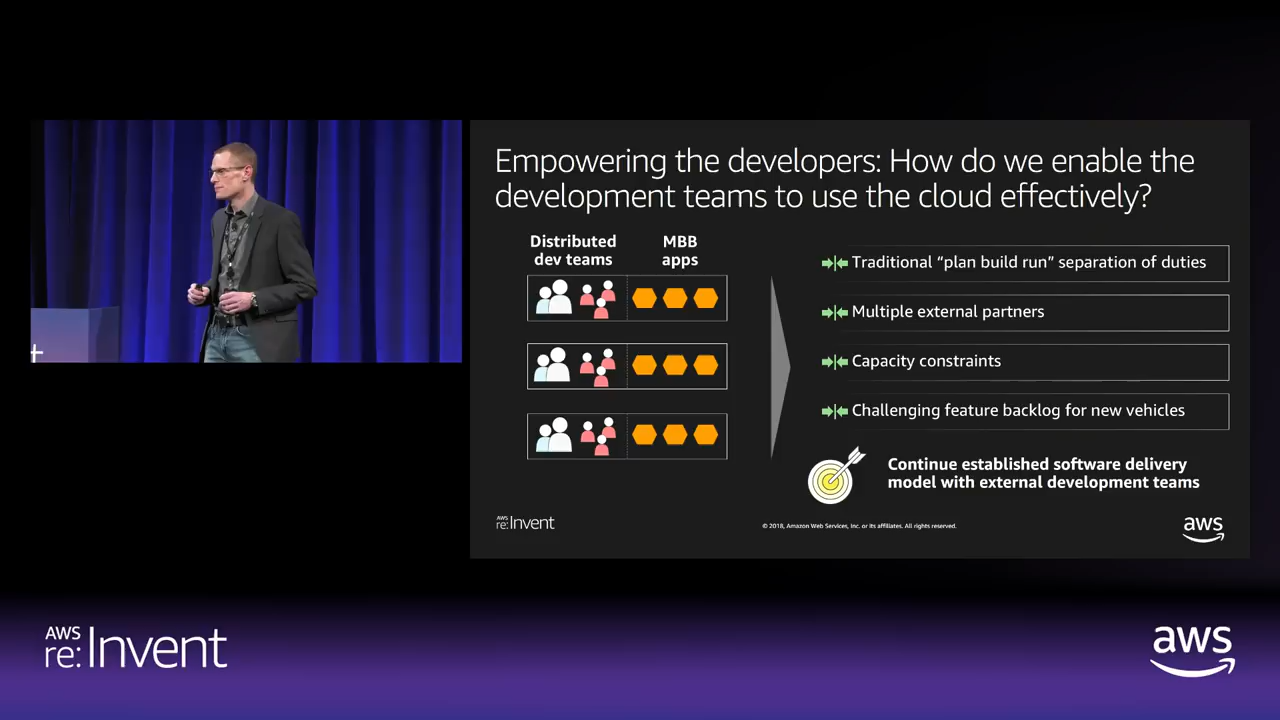 Empowering the developers: How do we enable the
development teams to use the cloud effectively?
Distributed
dev teams
MBB
apps
Traditional “plan build run” separation of duties
Multiple external partners
Capacity constraints
Challenging feature backlog for new vehicles
Continue established software delivery
model with external development teams
AWS
re:Invent
© 2018, Amazon Web Services, Inc. or its affiliates. All rights reserved.
aws
AWS
re:Invent
aws